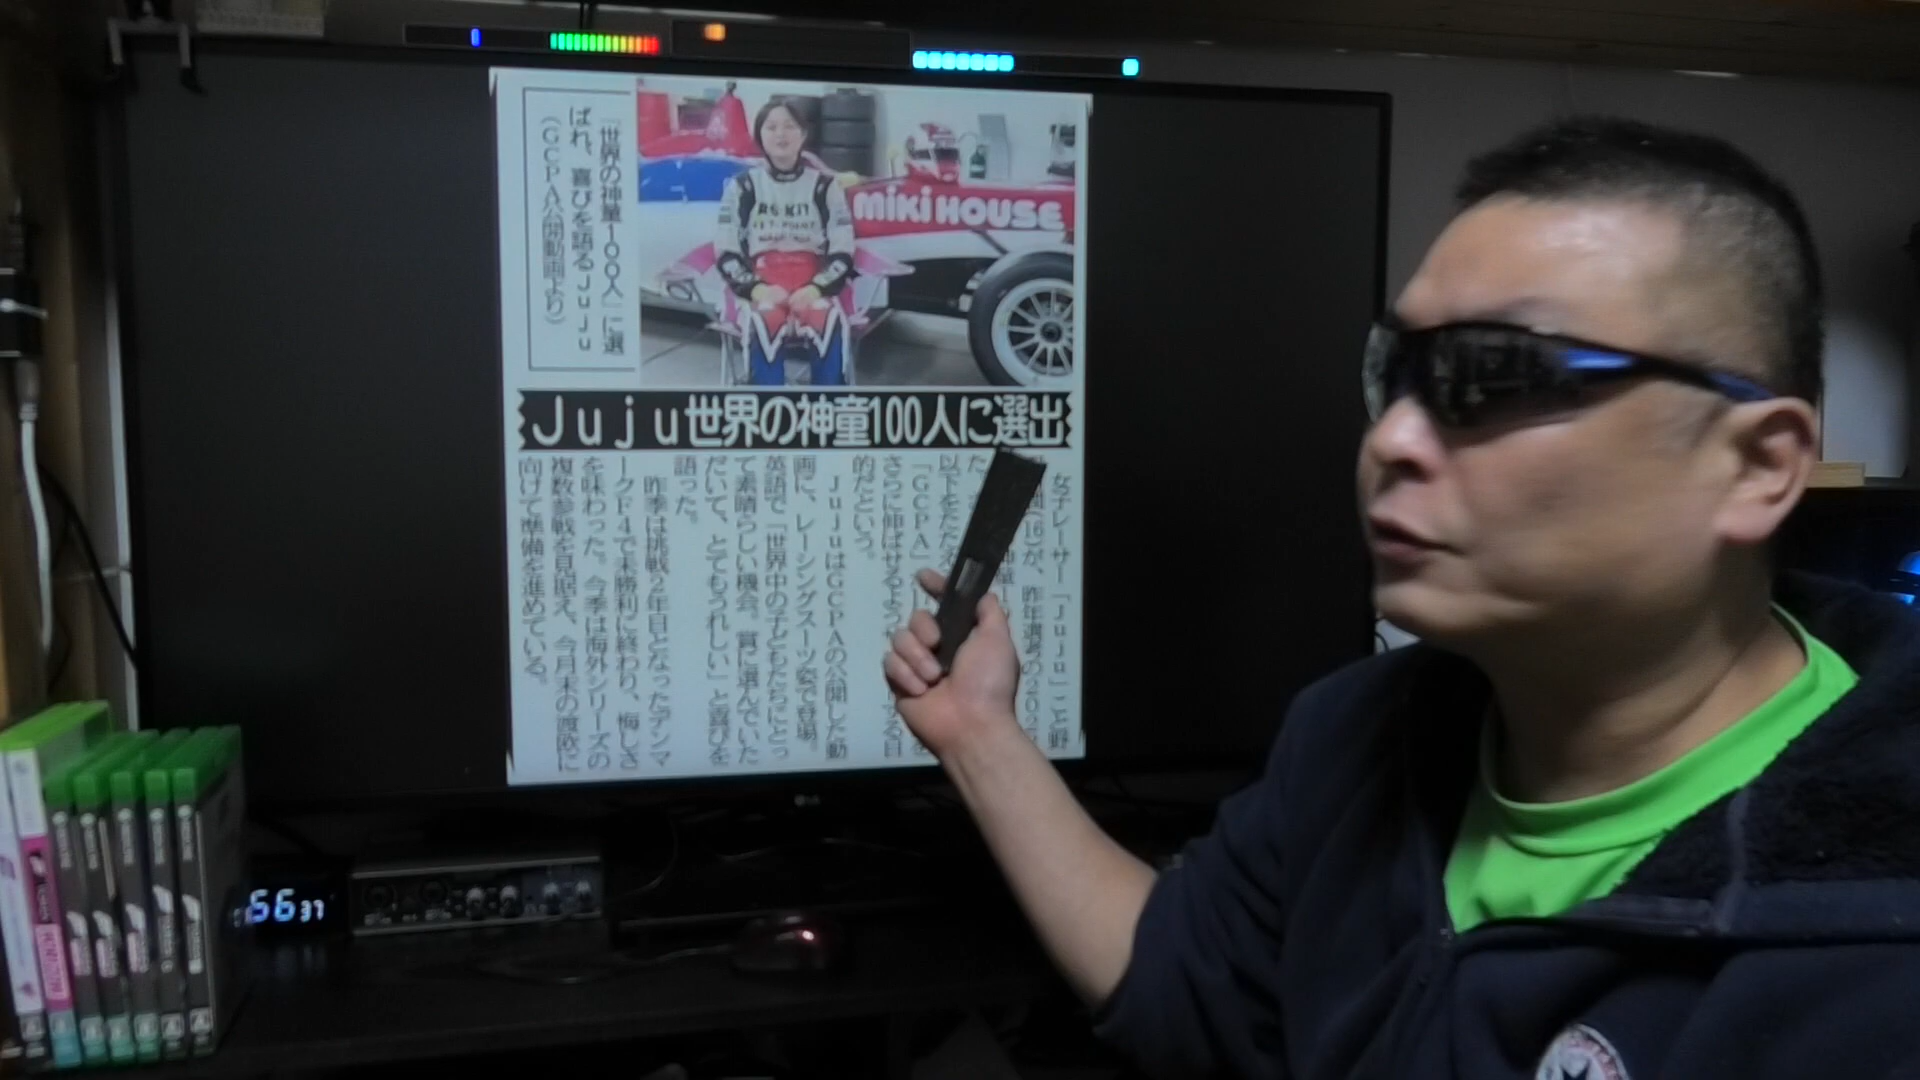 「世界の神童100人」に選
ばれ、喜びを語るJuju
(GCPA公開動画より)
miki HOUSE
Juju世界の神童100人に選出
女子レーサー「Juju」こと野
(16)が、昨年選考の202
た
以下をたた
「GCPA」
さらに伸ばせるよう
する目
的だという。
JujuはGCPAの公開した動
画に、レーシングスーツ姿で登場。
英語で「世界中の子どもたちにとっ
て素晴らしい機会。賞に選んでいた
だいて、とてもうれしい」と喜びを
語った。
昨季は挑戦2年目となったデンマ
ークF4で未勝利に終わり、悔しさ
を味わった。今季は海外シリーズの
複数参戦を見据え、今月末の渡欧に
向けて準備を進めている。
LG
56 37